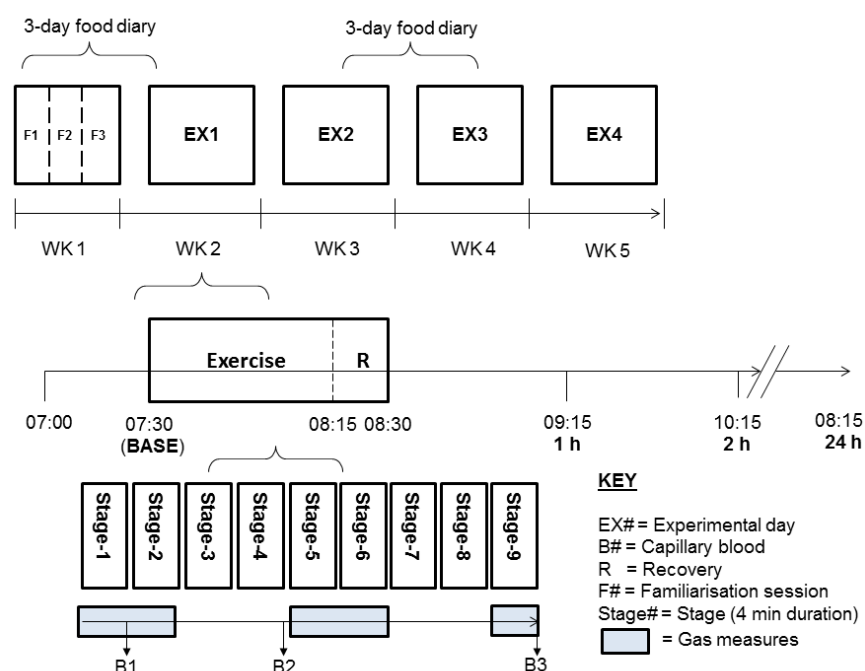 3-day food diary 3-day food diary
F1 F2 F3 EX1 EX2 EX3 EX4
WK 1 WK 2 WK 3 WK 4 WK 5
Exercise R
07:00 07:30 08:15 08:30 09:15 10:15 08:15
(BASE) 1 h 2 h 24 h
Stage-1 Stage-2 Stage-3 Stage-4 Stage-5 Stage-6 Stage-7 Stage-8 Stage-9
B1 B2 B3
KEY
EX# = Experimental day
B# = Capillary blood
R = Recovery
F# = Familiarisation session
Stage# = Stage (4 min duration)
= Gas measures